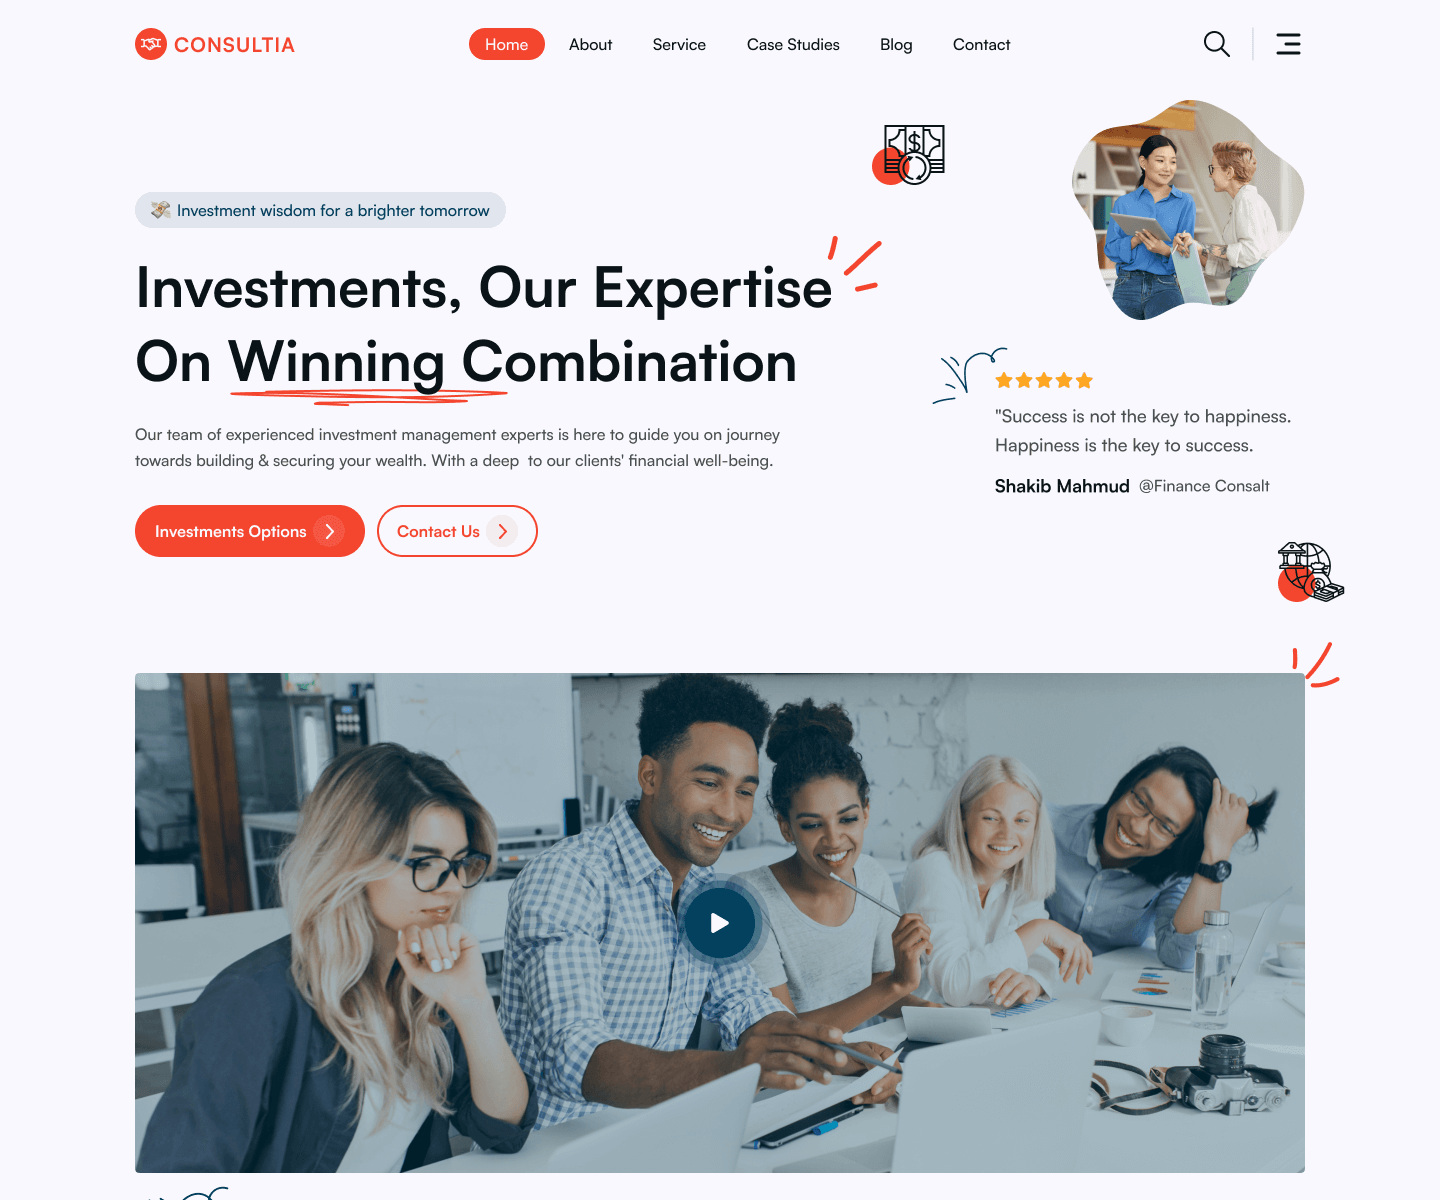 CONSULTIA
Home
About
Service
Case Studies
Blog
Contact
Investment wisdom for a brighter tomorrow
Investments, Our Expertise
On Winning Combination
Our team of experienced investment management experts is here to guide you on journey
towards building & securing your wealth. With a deep  to our clients' financial well-being.
Investments Options
Contact Us
"Success is not the key to happiness.
Happiness is the key to success.
Shakib Mahmud @Finance Consalt